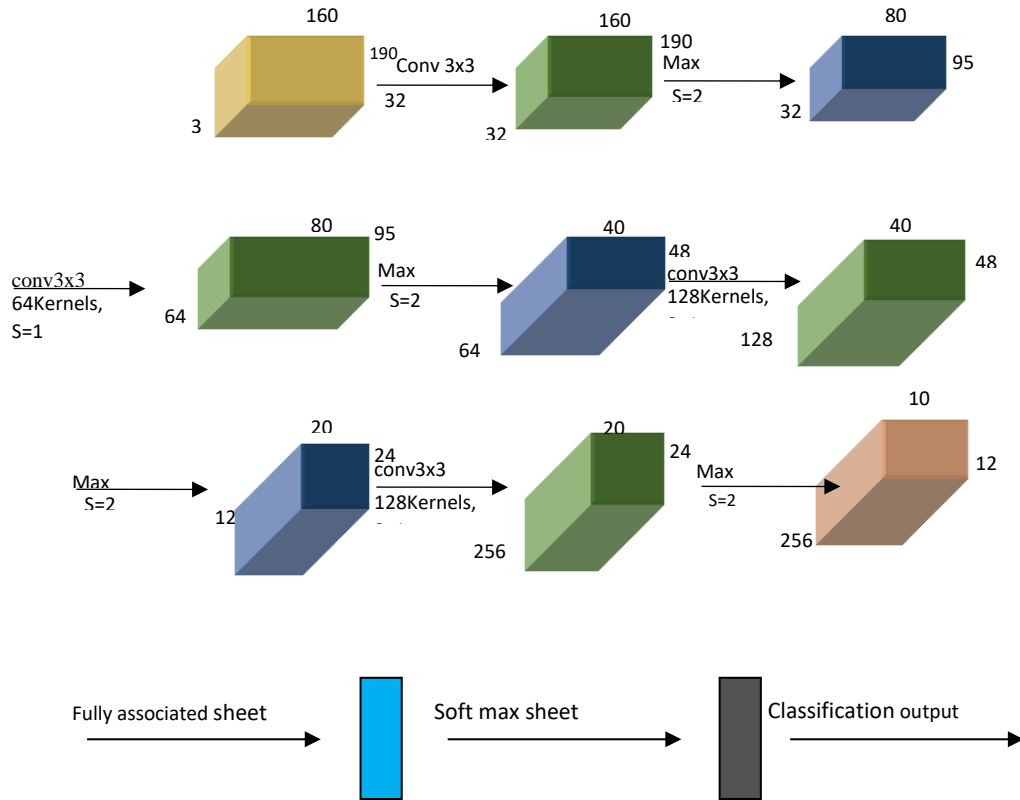 160
190
3
Conv 3x3
32
160
190
32
Max
S=2
80
95
32
conv3x3
64Kernels,
S=1
80
95
64
Max
S=2
40
48
64
conv3x3
128Kernels,
40
48
128
Max
S=2
20
24
12
conv3x3
128Kernels,
20
24
256
Max
S=2
10
12
256
Fully associated sheet
Soft max sheet
Classification output